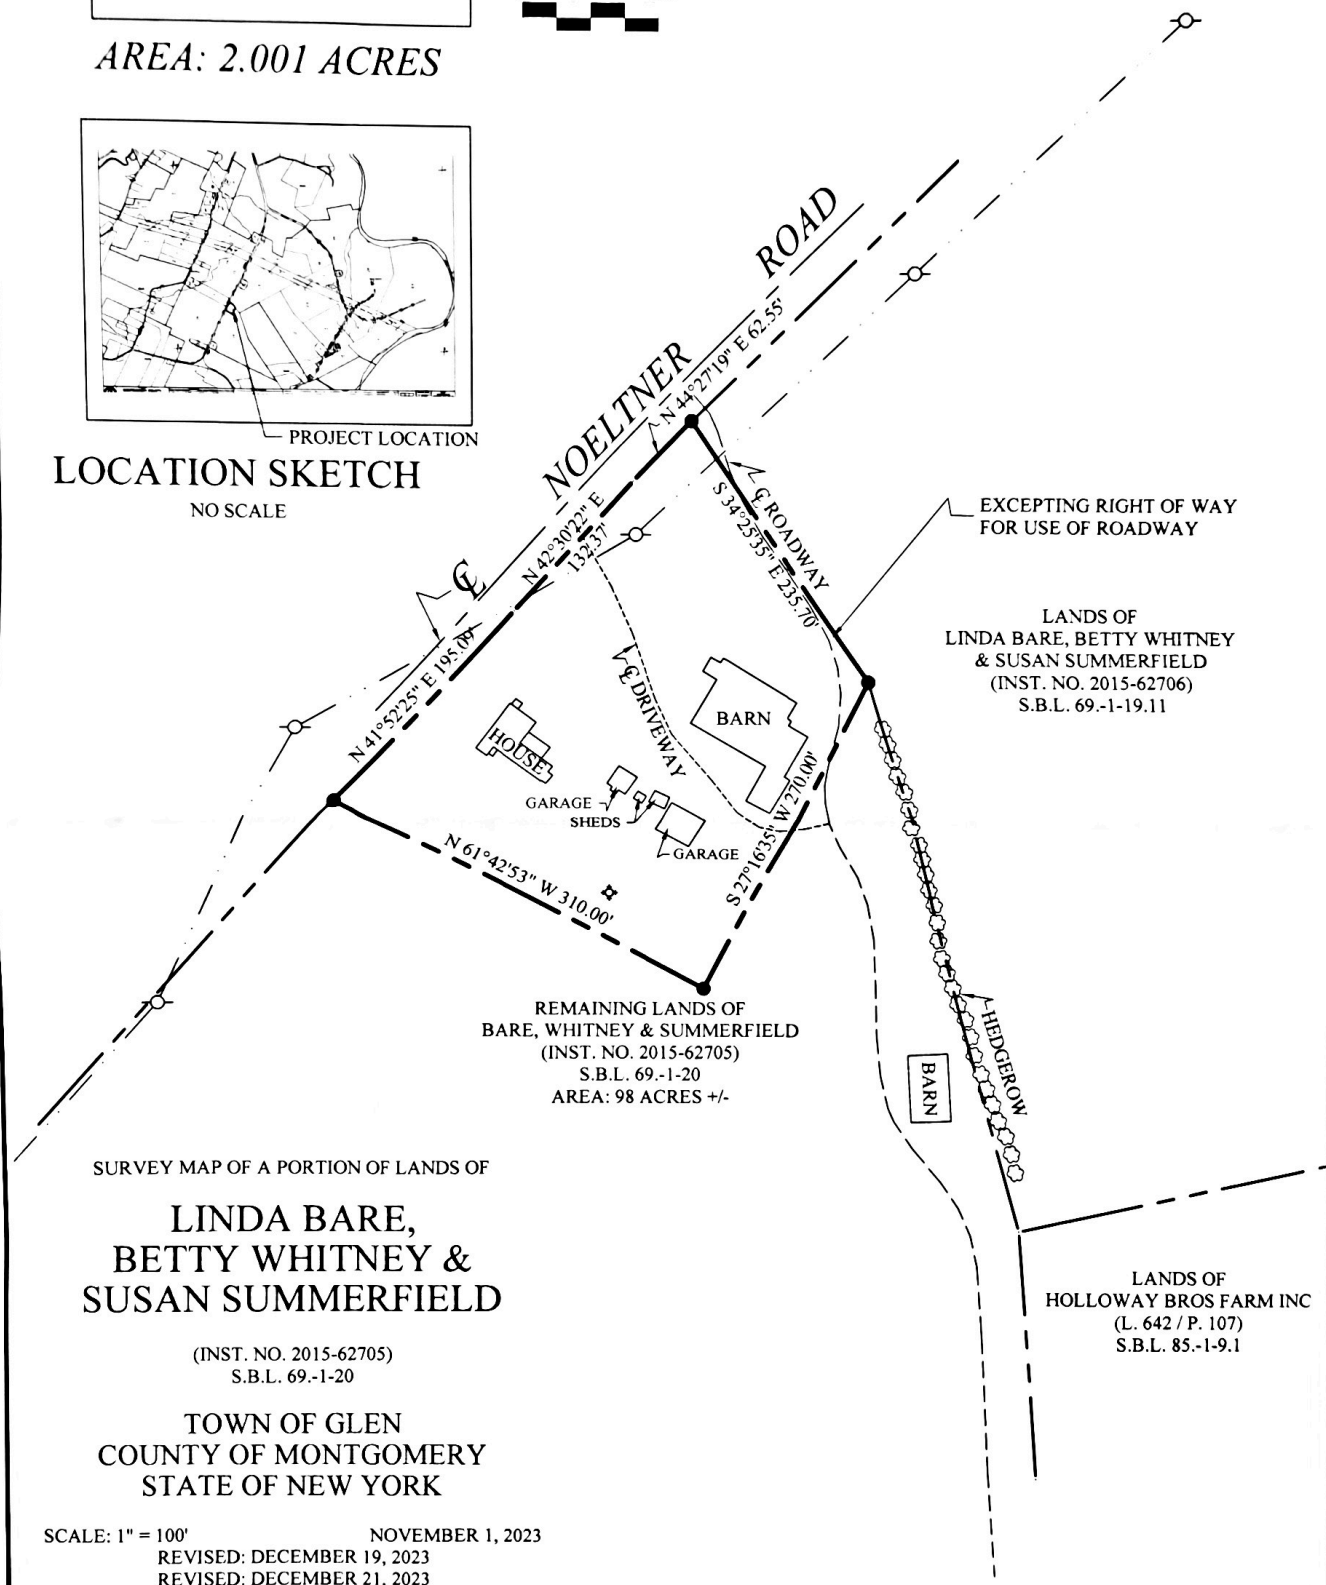 AREA: 2.001 ACRES
PROJECT LOCATION
LOCATION SKETCH
NO SCALE
NOELTNER ROAD
N 44°27'19" E 62.55'
N 42°30'22" E
132.37'
℄
N 41°52'25" E 195.09'
℄ ROADWAY
S 34°25'35" E 235.70'
EXCEPTING RIGHT OF WAY
FOR USE OF ROADWAY
LANDS OF
LINDA BARE, BETTY WHITNEY
& SUSAN SUMMERFIELD
(INST. NO. 2015-62706)
S.B.L. 69.-1-19.11
℄ DRIVEWAY
BARN
HOUSE
GARAGE
SHEDS
GARAGE
S 27°16'35" W 270.00'
N 61°42'53" W 310.00'
REMAINING LANDS OF
BARE, WHITNEY & SUMMERFIELD
(INST. NO. 2015-62705)
S.B.L. 69.-1-20
AREA: 98 ACRES +/-
HEDGEROW
BARN
SURVEY MAP OF A PORTION OF LANDS OF
LINDA BARE,
BETTY WHITNEY &
SUSAN SUMMERFIELD
(INST. NO. 2015-62705)
S.B.L. 69.-1-20
LANDS OF
HOLLOWAY BROS FARM INC
(L. 642 / P. 107)
S.B.L. 85.-1-9.1
TOWN OF GLEN
COUNTY OF MONTGOMERY
STATE OF NEW YORK
SCALE: 1" = 100' NOVEMBER 1, 2023
REVISED: DECEMBER 19, 2023
REVISED: DECEMBER 21, 2023